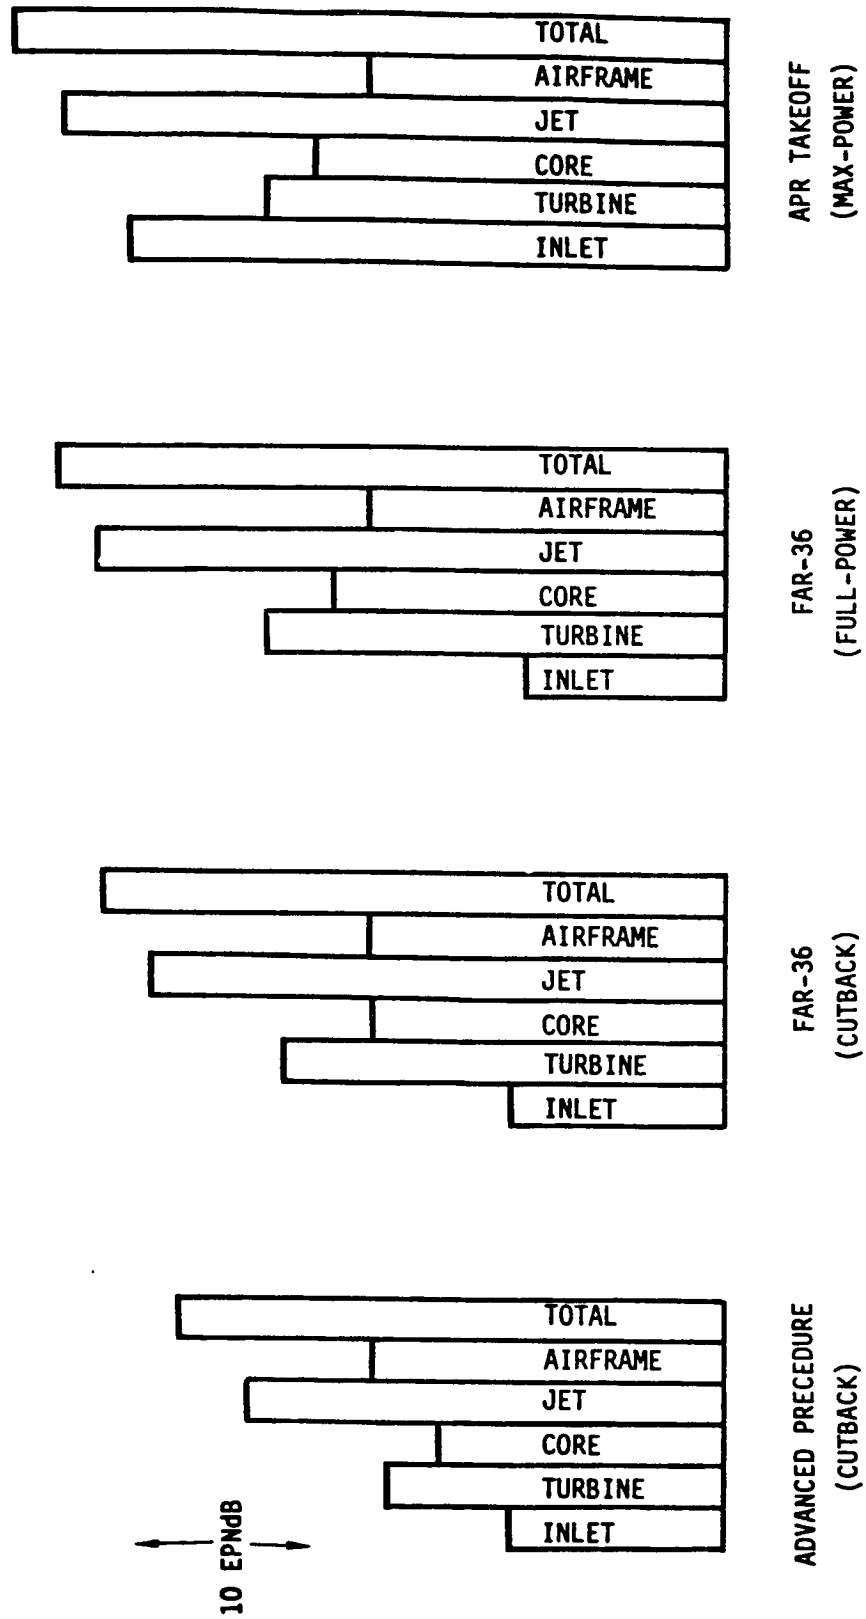 10 EPNdB
INLET
TURBINE
CORE
JET
AIRFRAME
TOTAL
ADVANCED PRECEDURE
(CUTBACK)
INLET
TURBINE
CORE
JET
AIRFRAME
TOTAL
FAR-36
(CUTBACK)
INLET
TURBINE
CORE
JET
AIRFRAME
TOTAL
FAR-36
(FULL-POWER)
INLET
TURBINE
CORE
JET
AIRFRAME
TOTAL
APR TAKEOFF
(MAX-POWER)